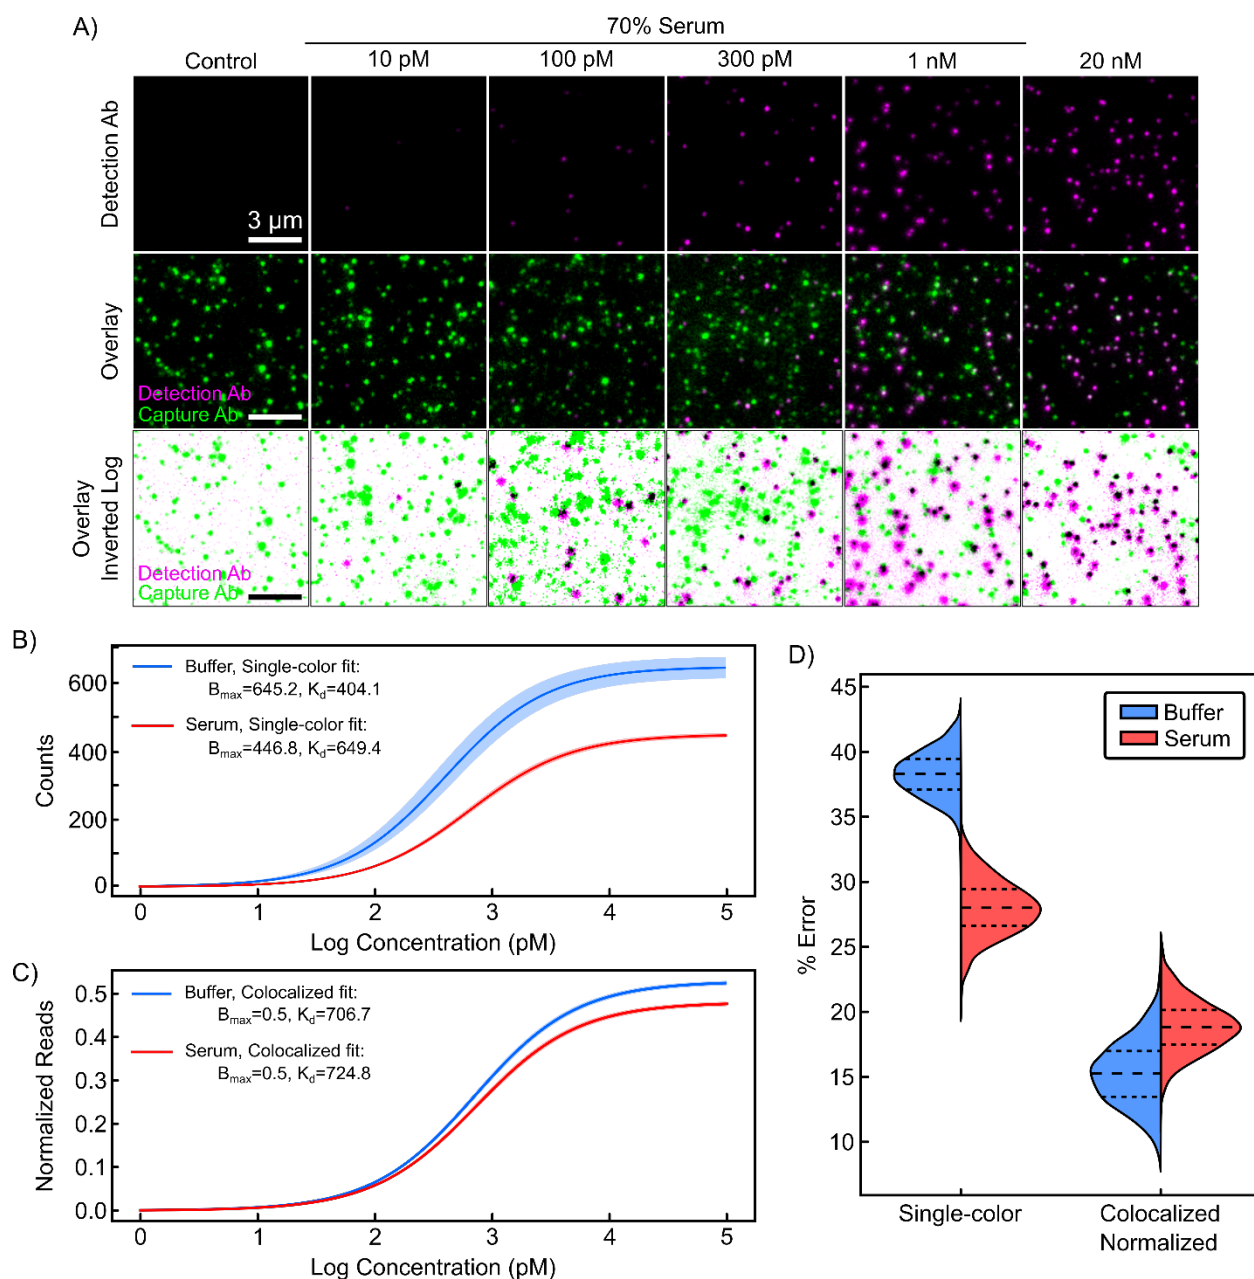 A)
70% Serum
Control 10 pM 100 pM 300 pM 1 nM 20 nM
Detection Ab
3 µm
Overlay
Detection Ab
Capture Ab
Overlay
Inverted Log
Detection Ab
Capture Ab
B)
Buffer, Single-color fit:
Bmax=645.2, Kd=404.1
Serum, Single-color fit:
Bmax=446.8, Kd=649.4
Counts
600
400
200
0
0 1 2 3 4 5
Log Concentration (pM)
C)
Buffer, Colocalized fit:
Bmax=0.5, Kd=706.7
Serum, Colocalized fit:
Bmax=0.5, Kd=724.8
Normalized Reads
0.5
0.4
0.3
0.2
0.1
0.0
0 1 2 3 4 5
Log Concentration (pM)
D)
Buffer
Serum
% Error
45
40
35
30
25
20
15
10
Single-color
Colocalized
Normalized